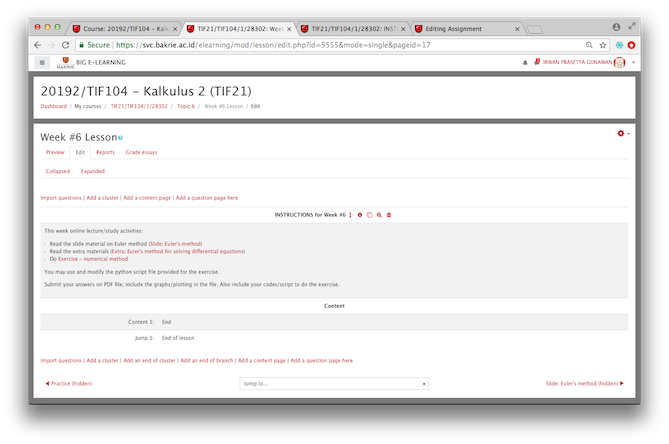 Course: 20192/TIF104 - Kalkulus
TIF21/TIF104/1/28302: Week
TIF21/TIF104/1/28302: INST
Editing Assignment
Secure https://svc.bakrie.ac.id/elearning/mod/lesson/edit.php?id=5555&mode=single&pageid=17
BAKRIE
BIG E-LEARNING
IRWAN PRASETYA GUNAWAN
20192/TIF104 - Kalkulus 2 (TIF21)
Dashboard / My courses / TIF21/TIF104/1/28302 / Topic 6 / Week #6 Lesson / Edit
Week #6 Lesson
Preview Edit Reports Grade essays
Collapsed Expanded
Import questions | Add a cluster | Add a content page | Add a question page here
INSTRUCTIONS for Week #6
This week online lecture/study activities:
- Read the slide material on Euler method (Slide: Euler's method)
- Read the extra materials (Extra: Euler's method for solving differential equations)
- Do Exercise - numerical method
You may use and modify the python script file provided for the exercise.
Submit your answers on PDF file; include the graphs/plotting in the file. Also include your codes/script to do the exercise.
Content
Content 1: End
Jump 1: End of lesson
Import questions | Add a cluster | Add an end of cluster | Add an end of branch | Add a content page | Add a question page here
◀ Practice (hidden)
Jump to...
Slide: Euler's method (hidden) ▶